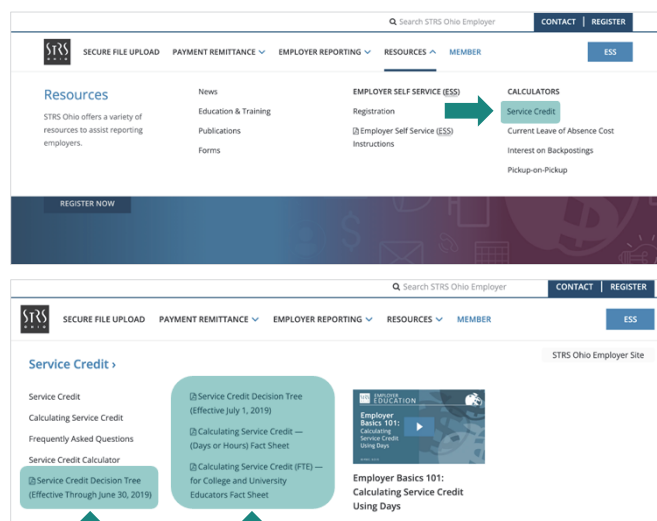 Search STRS Ohio Employer
CONTACT | REGISTER
STRS
OHIO
SECURE FILE UPLOAD PAYMENT REMITTANCE EMPLOYER REPORTING RESOURCES MEMBER ESS
Resources
STRS Ohio offers a variety of
resources to assist reporting
employers.
News
Education & Training
Publications
Forms
EMPLOYER SELF SERVICE (ESS)
Registration
Employer Self Service (ESS)
Instructions
CALCULATORS
Service Credit
Current Leave of Absence Cost
Interest on Backpostings
Pickup-on-Pickup
REGISTER NOW
Search STRS Ohio Employer
CONTACT | REGISTER
STRS
OHIO
SECURE FILE UPLOAD PAYMENT REMITTANCE EMPLOYER REPORTING RESOURCES MEMBER ESS
STRS Ohio Employer Site
Service Credit ›
Service Credit
Calculating Service Credit
Frequently Asked Questions
Service Credit Calculator
Service Credit Decision Tree
(Effective Through June 30, 2019)
Service Credit Decision Tree
(Effective July 1, 2019)
Calculating Service Credit —
(Days or Hours) Fact Sheet
Calculating Service Credit (FTE) —
for College and University
Educators Fact Sheet
STRS EMPLOYER
EDUCATION
Employer
Basics 101:
Calculating
Service Credit
Using Days
Employer Basics 101:
Calculating Service Credit
Using Days